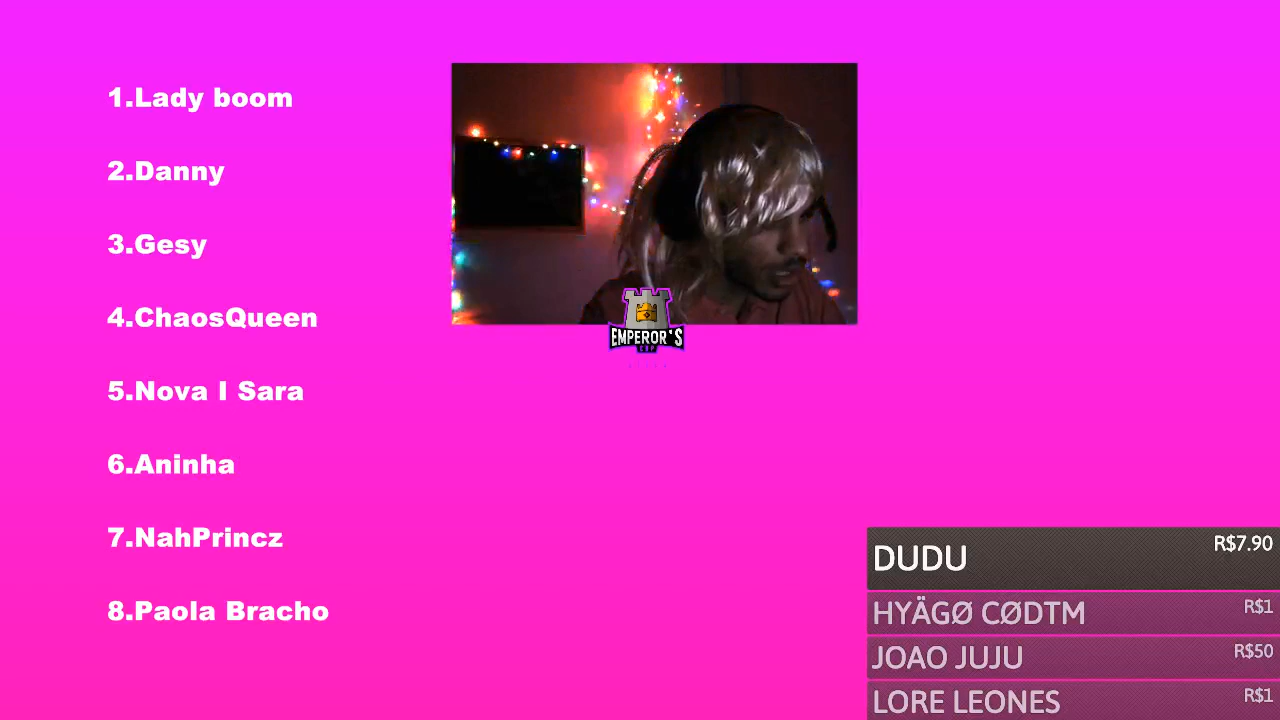 1.Lady boom
2.Danny
3.Gesy
4.ChaosQueen
5.Nova I Sara
6.Aninha
7.NahPrincz
8.Paola Bracho
EMPEROR'S
CUP
DUDU R$7.90
HYÄGØ CØDTM R$1
JOAO JUJU R$50
LORE LEONES R$1